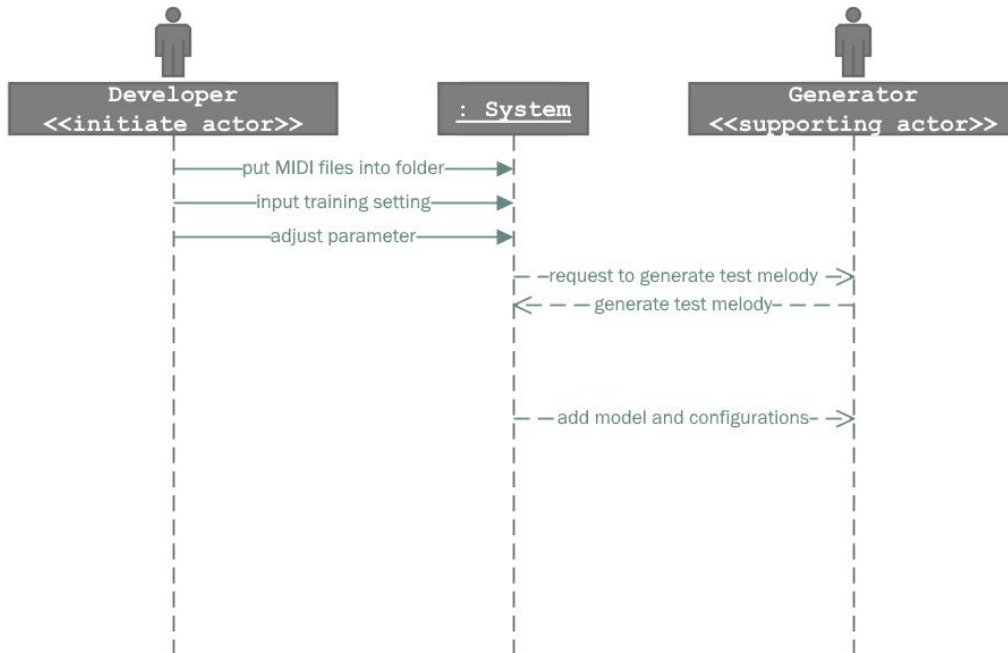 Developer
<<initiate actor>>
: System
Generator
<<supporting actor>>
put MIDI files into folder
input training setting
adjust parameter
request to generate test melody
generate test melody
add model and configurations